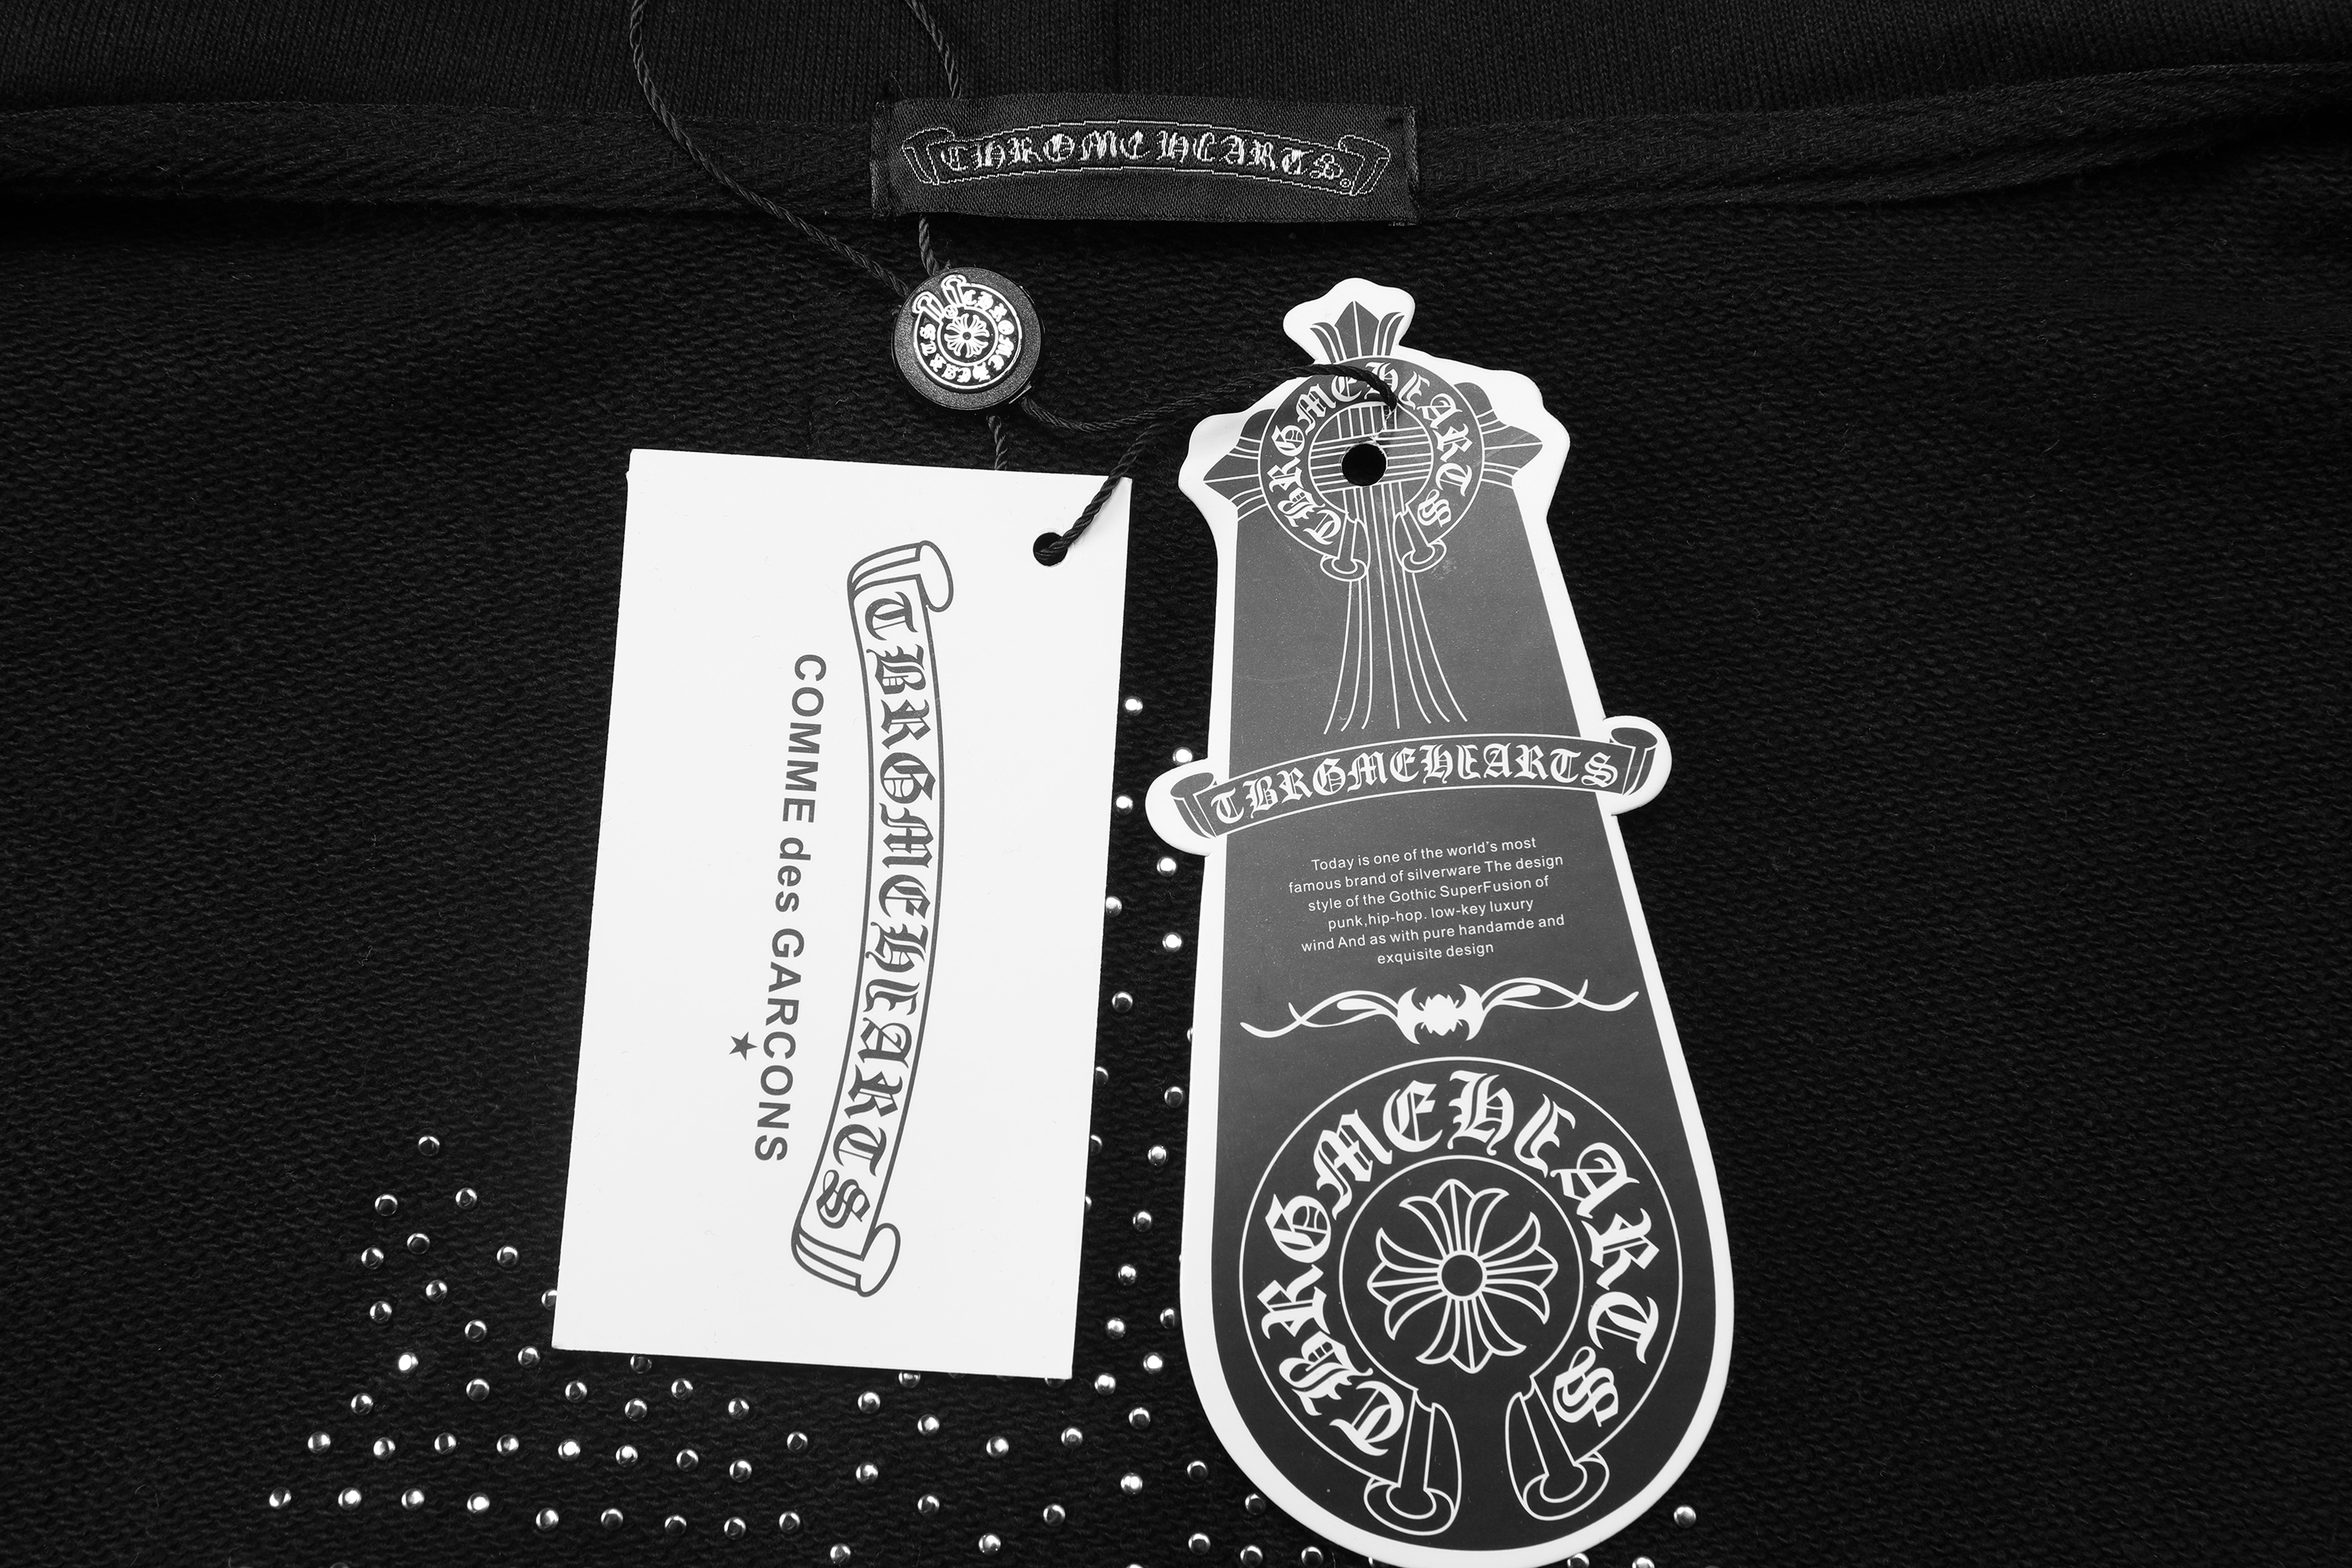 CHROME HEARTS
CHROME HEARTS
TBRGMEHEARTS
COMME des GARCONS
TBRGMEHEARTS
TBRGMEHEARTS
Today is one of the world's most
famous brand of silverware The design
style of the Gothic SuperFusion of
punk,hip-hop. low-key luxury
wind And as with pure handamde and
exquisite design
TBRGMEHEARTS